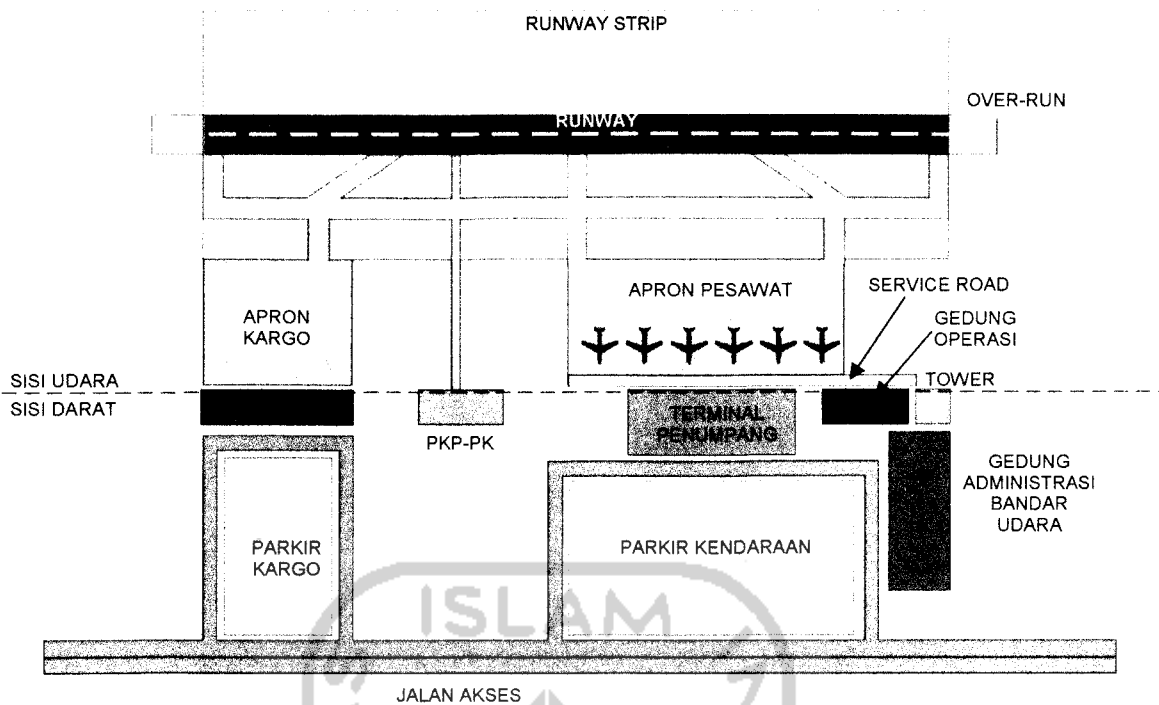 RUNWAY STRIP
OVER-RUN
RUNWAY
APRON PESAWAT
SERVICE ROAD
APRON
KARGO
GEDUNG
OPERASI
SISI UDARA
TOWER
SISI DARAT
TERMINAL
PENUMPANG
PKP-PK
GEDUNG
ADMINISTRASI
BANDAR
UDARA
PARKIR
KARGO
PARKIR KENDARAAN
ISLAM
JALAN AKSES